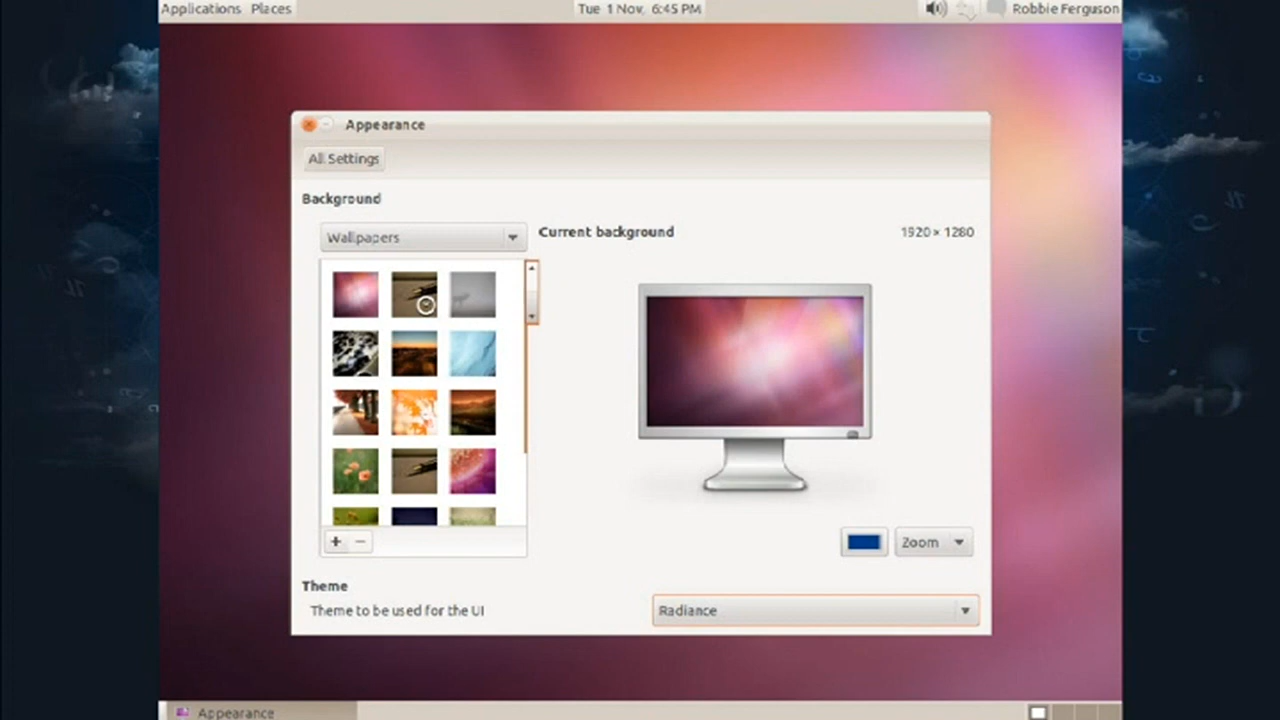 Applications Places
Tue 1 Nov, 6:45 PM
Robbie Ferguson
Appearance
All Settings
Background
Wallpapers
Current background
1920 × 1280
+ −
Zoom
Theme
Theme to be used for the UI
Radiance
Appearance